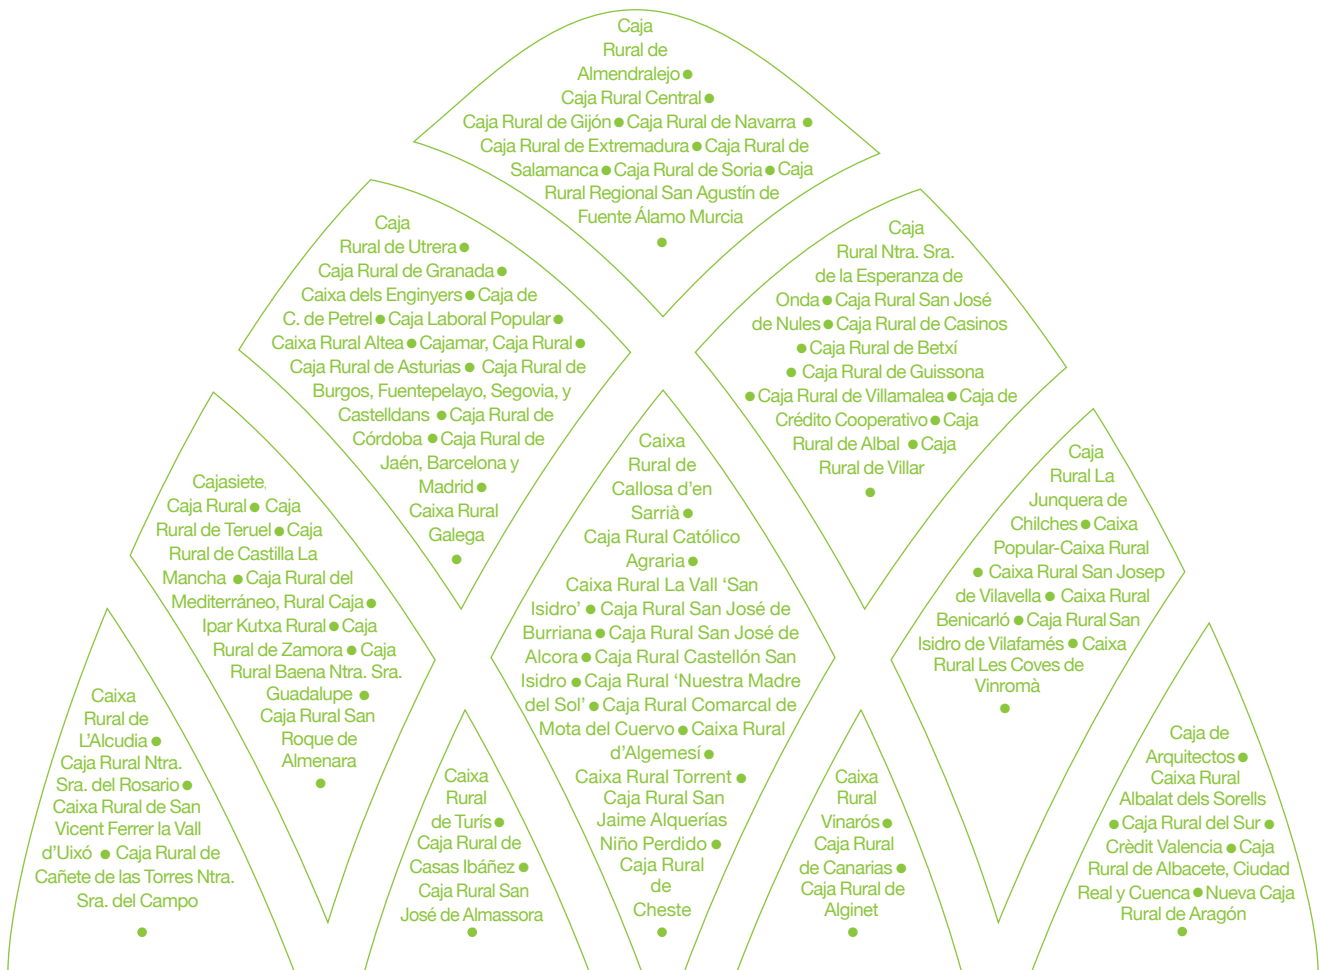 Caja
Rural de
Almendralejo ●
Caja Rural Central ●
Caja Rural de Gijón ● Caja Rural de Navarra ●
Caja Rural de Extremadura ● Caja Rural de
Salamanca ● Caja Rural de Soria ● Caja
Rural Regional San Agustín de
Fuente Álamo Murcia
●
Caja
Rural de Utrera ●
Caja Rural de Granada ●
Caixa dels Enginyers ● Caja de
C. de Petrel ● Caja Laboral Popular ●
Caixa Rural Altea ● Cajamar, Caja Rural ●
Caja Rural de Asturias ● Caja Rural de
Burgos, Fuentepelayo, Segovia, y
Castelldans ● Caja Rural de
Córdoba ● Caja Rural de
Jaén, Barcelona y
Madrid ●
Caixa Rural
Galega
●
Caja
Rural Ntra. Sra.
de la Esperanza de
Onda ● Caja Rural San José
de Nules ● Caja Rural de Casinos
● Caja Rural de Betxí
● Caja Rural de Guissona
● Caja Rural de Villamalea ● Caja de
Crédito Cooperativo ● Caja
Rural de Albal ● Caja
Rural de Villar
●
Cajasiete,
Caja Rural ● Caja
Rural de Teruel ● Caja
Rural de Castilla La
Mancha ● Caja Rural del
Mediterráneo, Rural Caja ●
Ipar Kutxa Rural ● Caja
Rural de Zamora ● Caja
Rural Baena Ntra. Sra.
Guadalupe ●
Caja Rural San
Roque de
Almenara
●
Caixa
Rural de
Callosa d’en
Sarrià ●
Caja Rural Católico
Agraria ●
Caixa Rural La Vall ‘San
Isidro’ ● Caja Rural San José de
Burriana ● Caja Rural San José de
Alcora ● Caja Rural Castellón San
Isidro ● Caja Rural ‘Nuestra Madre
del Sol’ ● Caja Rural Comarcal de
Mota del Cuervo ● Caixa Rural
d’Algemesí ●
Caixa Rural Torrent ●
Caja Rural San
Jaime Alquerías
Niño Perdido ●
Caja Rural
de
Cheste
●
Caja
Rural La
Junquera de
Chilches ● Caixa
Popular-Caixa Rural
● Caixa Rural San Josep
de Vilavella ● Caixa Rural
Benicarló ● Caja Rural San
Isidro de Vilafamés ● Caixa
Rural Les Coves de
Vinromà
●
Caixa
Rural de
L’Alcudia ●
Caja Rural Ntra.
Sra. del Rosario ●
Caixa Rural de San
Vicent Ferrer la Vall
d’Uixó ● Caja Rural de
Cañete de las Torres Ntra.
Sra. del Campo
●
Caixa
Rural
de Turís ●
Caja Rural de
Casas Ibáñez ●
Caja Rural San
José de Almassora
●
Caixa
Rural
Vinarós ●
Caja Rural
de Canarias ●
Caja Rural de
Alginet
●
Caja de
Arquitectos ●
Caixa Rural
Albalat dels Sorells
● Caja Rural del Sur ●
Crèdit Valencia ● Caja
Rural de Albacete, Ciudad
Real y Cuenca ● Nueva Caja
Rural de Aragón
●